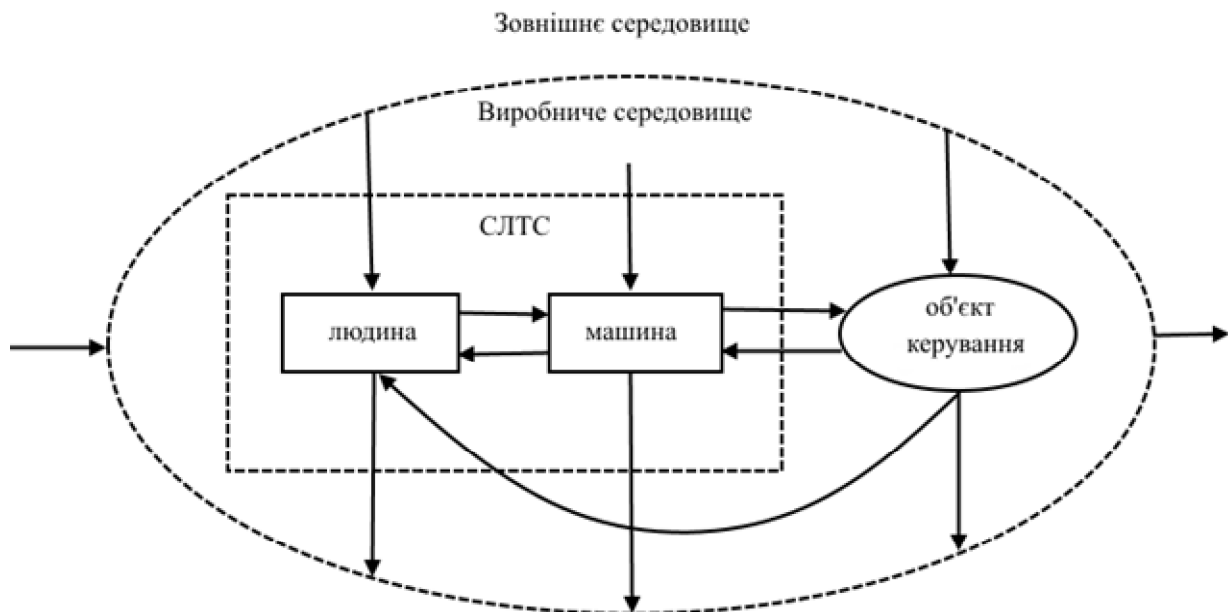 Зовнішнє середовище
Виробниче середовище
СЛТС
людина
машина
об'єкт
керування